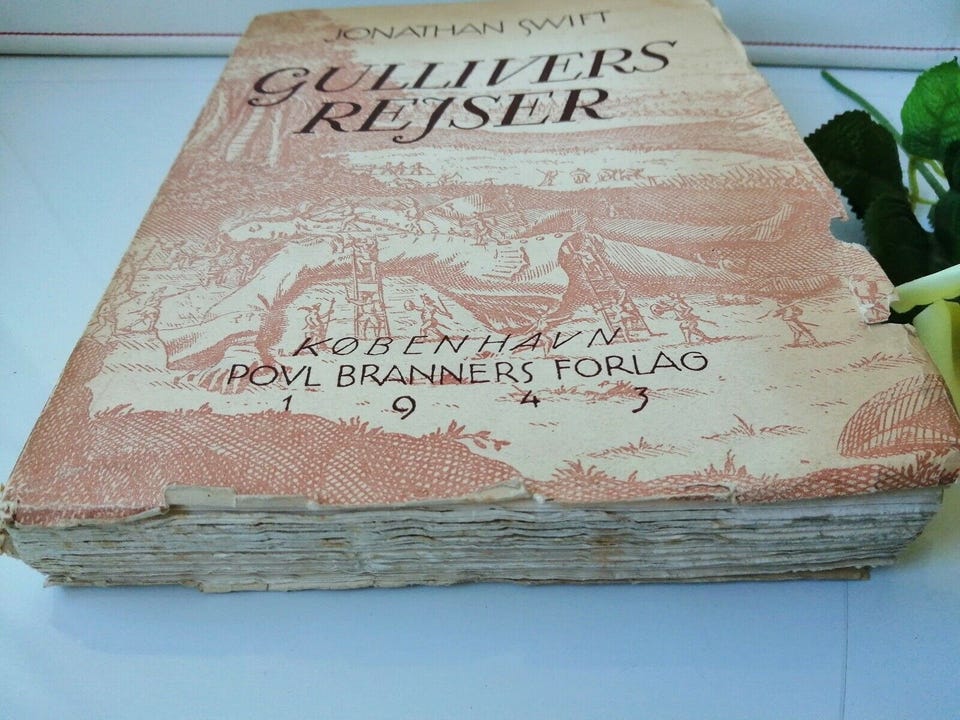 JONATHAN SWIFT
GULLIVERS
REJSER
KØBENHAVN
POVL BRANNERS FORLAG
1943